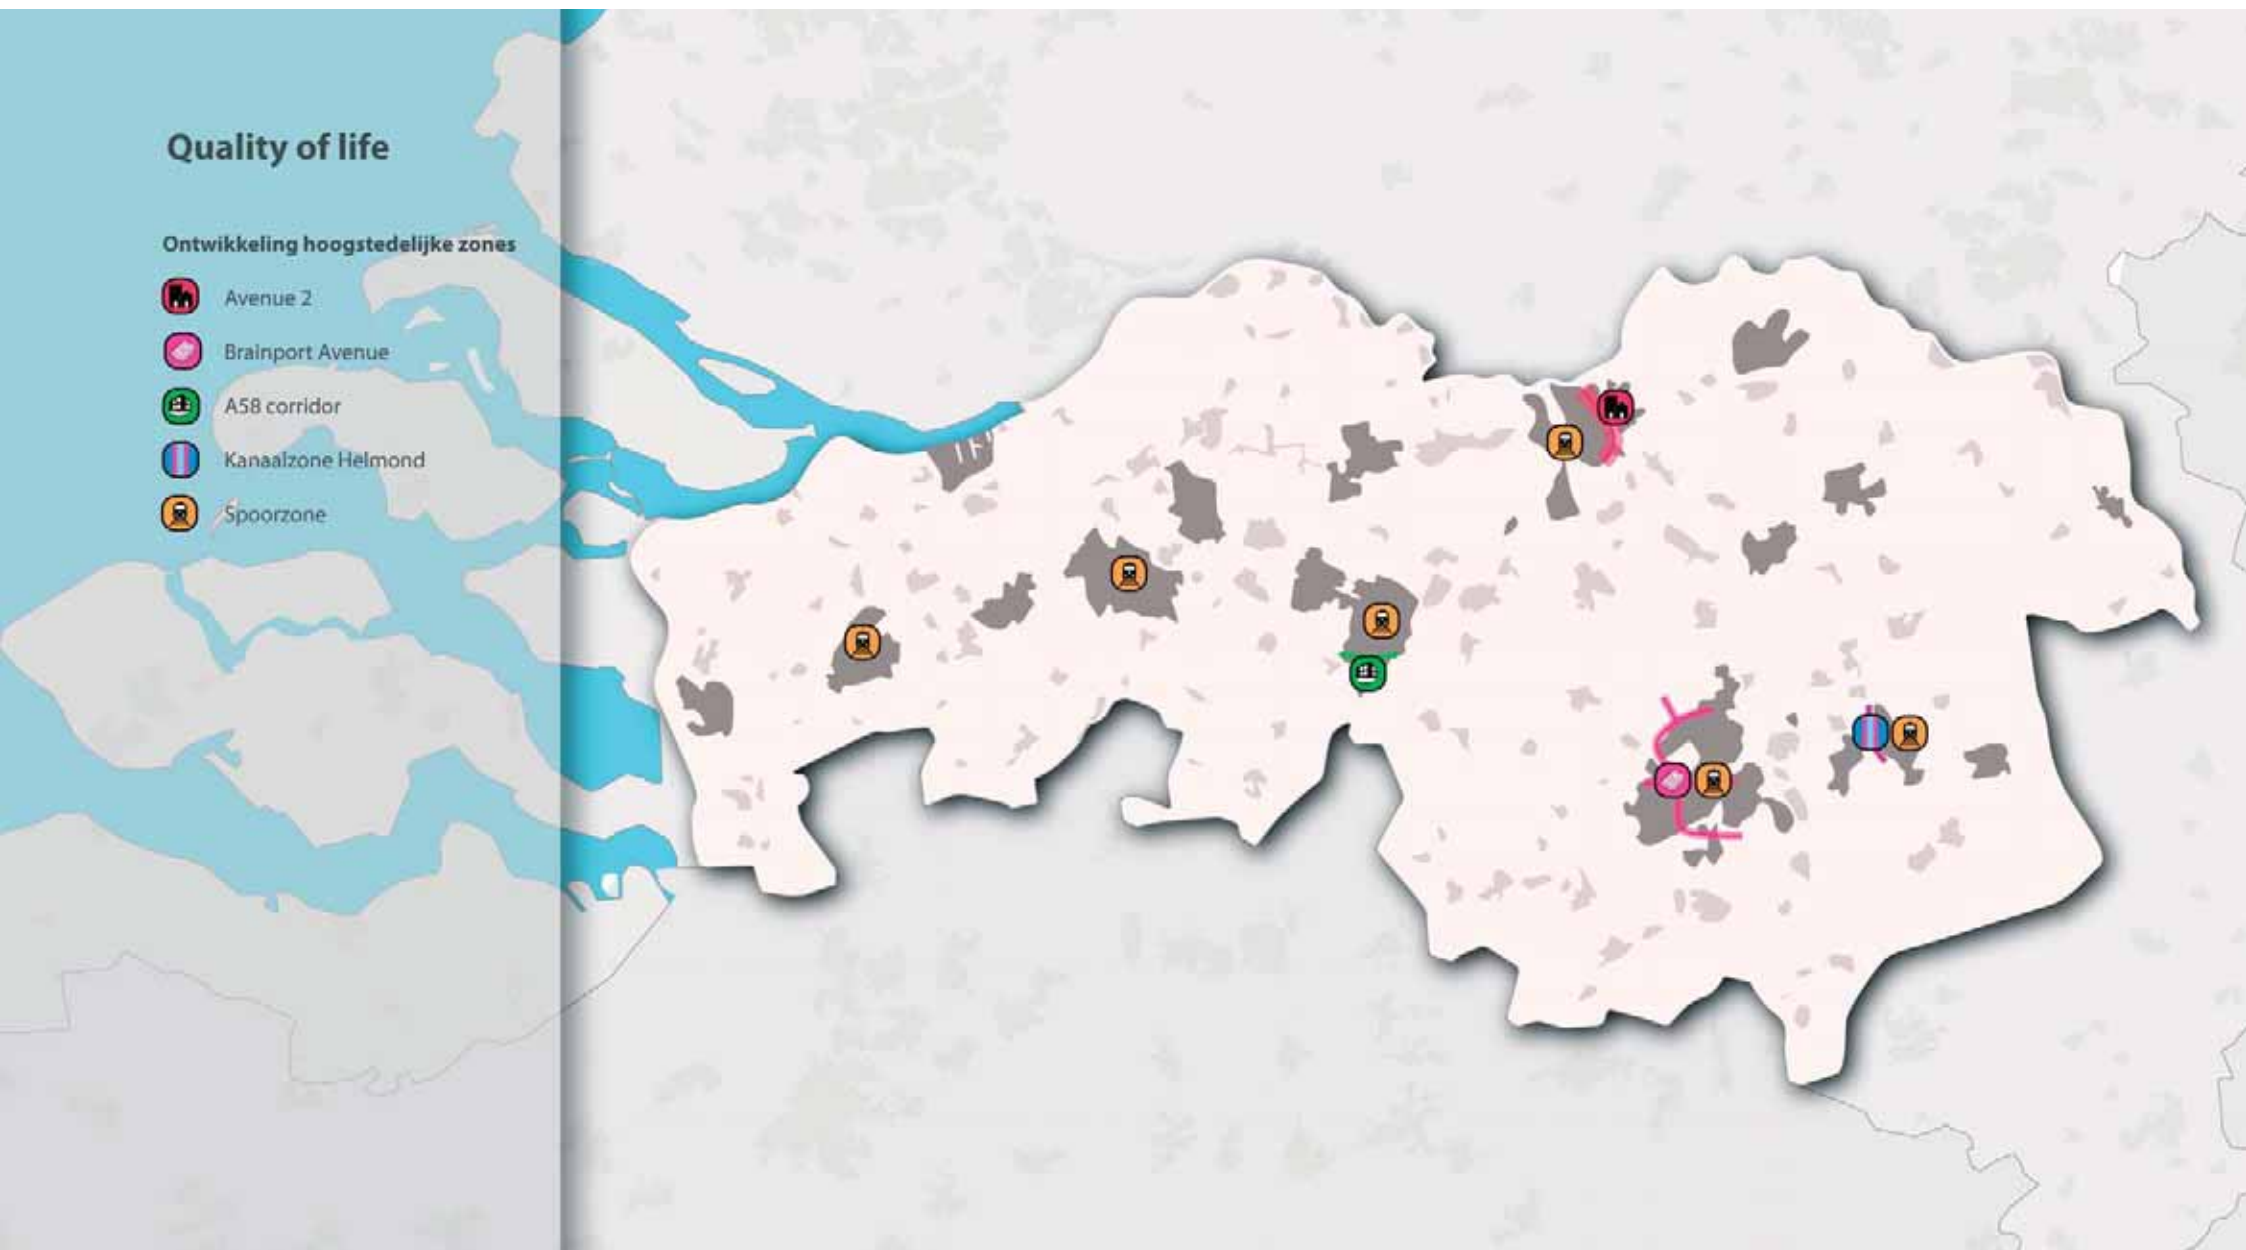 Quality of life
Ontwikkeling hoogstedelijke zones
Avenue 2
Brainport Avenue
A58 corridor
Kanaalzone Helmond
Spoorzone